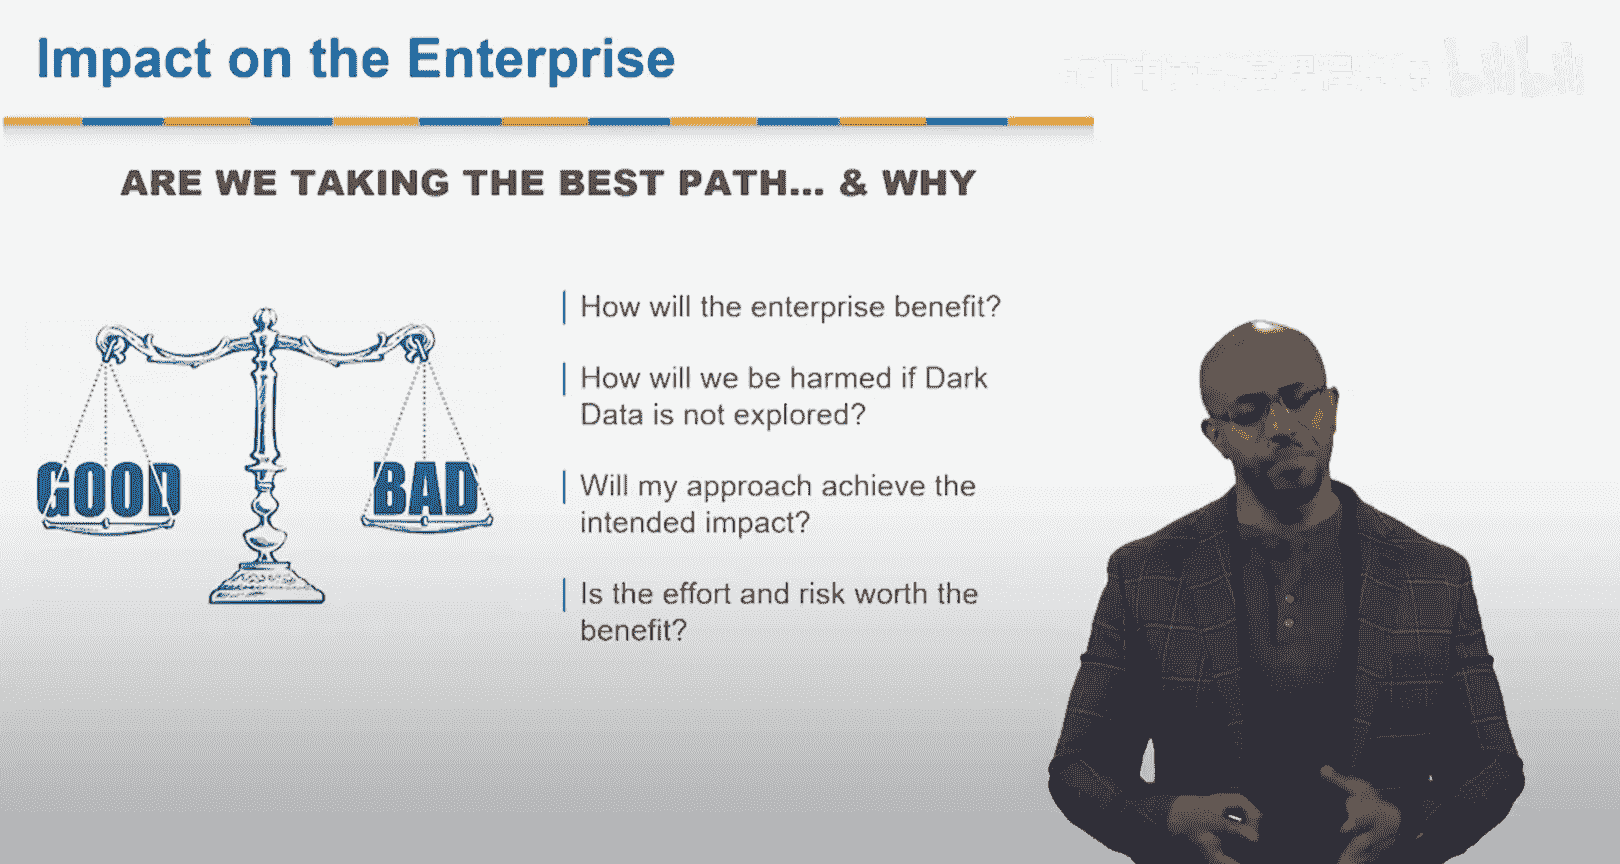 Impact on the Enterprise
ARE WE TAKING THE BEST PATH... & WHY
GOOD
BAD
How will the enterprise benefit?
How will we be harmed if Dark
Data is not explored?
Will my approach achieve the
intended impact?
Is the effort and risk worth the
benefit?